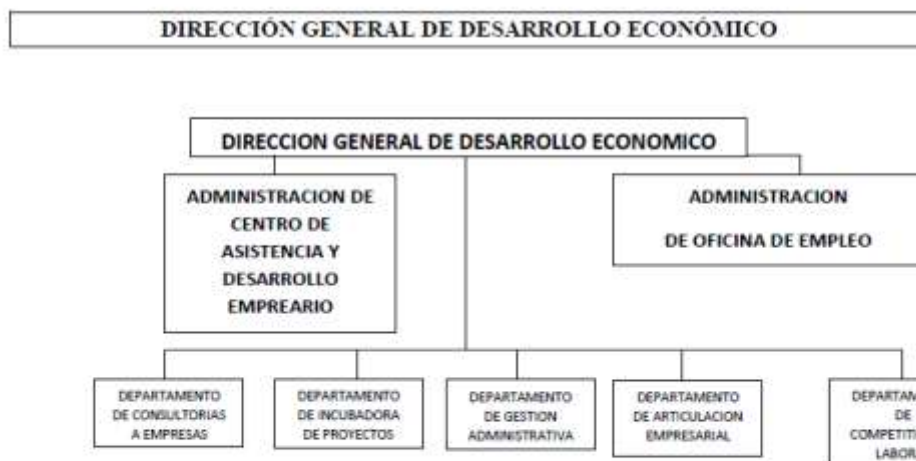 DIRECCIÓN GENERAL DE DESARROLLO ECONÓMICO
DIRECCION GENERAL DE DESARROLLO ECONOMICO
ADMINISTRACION DE
CENTRO DE
ASISTENCIA Y
DESARROLLO
EMPREARIO
ADMINISTRACION
DE OFICINA DE EMPLEO
DEPARTAMENTO
DE CONSULTORIAS
A EMPRESAS
DEPARTAMENTO
DE INCUBADORA
DE PROYECTOS
DEPARTAMENTO
DE GESTION
ADMINISTRATIVA
DEPARTAMENTO
DE ARTICULACION
EMPRESARIAL
DE